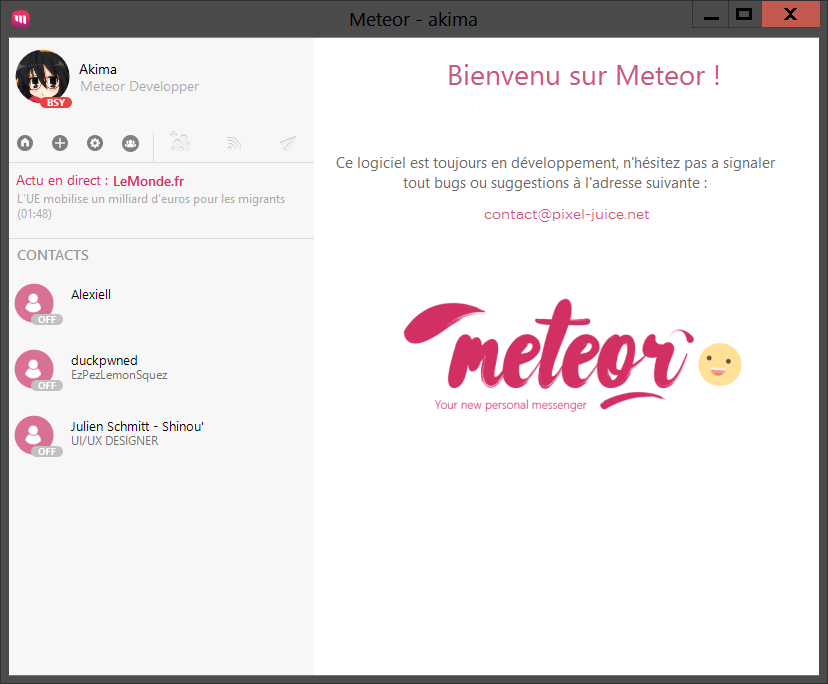 Meteor - akima
Akima
Meteor Developper
BSY
Actu en direct : LeMonde.fr
L'UE mobilise un milliard d'euros pour les migrants
(01:48)
CONTACTS
Alexiell
OFF
duckpwned
EzPezLemonSquez
OFF
Julien Schmitt - Shinou'
UI/UX DESIGNER
OFF
Bienvenu sur Meteor !
Ce logiciel est toujours en développement, n'hésitez pas a signaler
tout bugs ou suggestions à l'adresse suivante :
contact@pixel-juice.net
meteor
Your new personal messenger